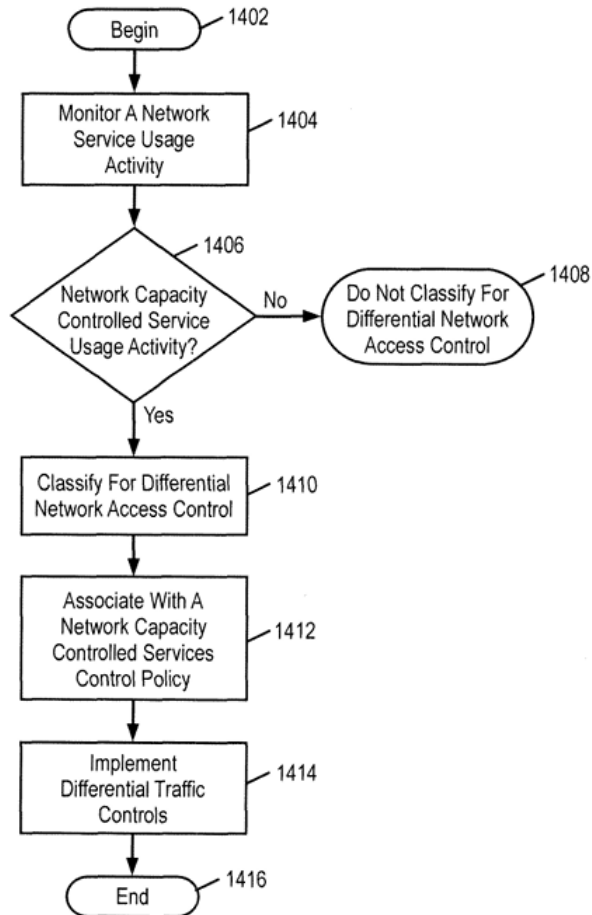 Begin
1402
Monitor A Network
Service Usage
Activity
1404
1406
Network Capacity
Controlled Service
Usage Activity?
No
1408
Do Not Classify For
Differential Network
Access Control
Yes
Classify For Differential
Network Access Control
1410
Associate With A
Network Capacity
Controlled Services
Control Policy
1412
Implement
Differential Traffic
Controls
1414
End
1416